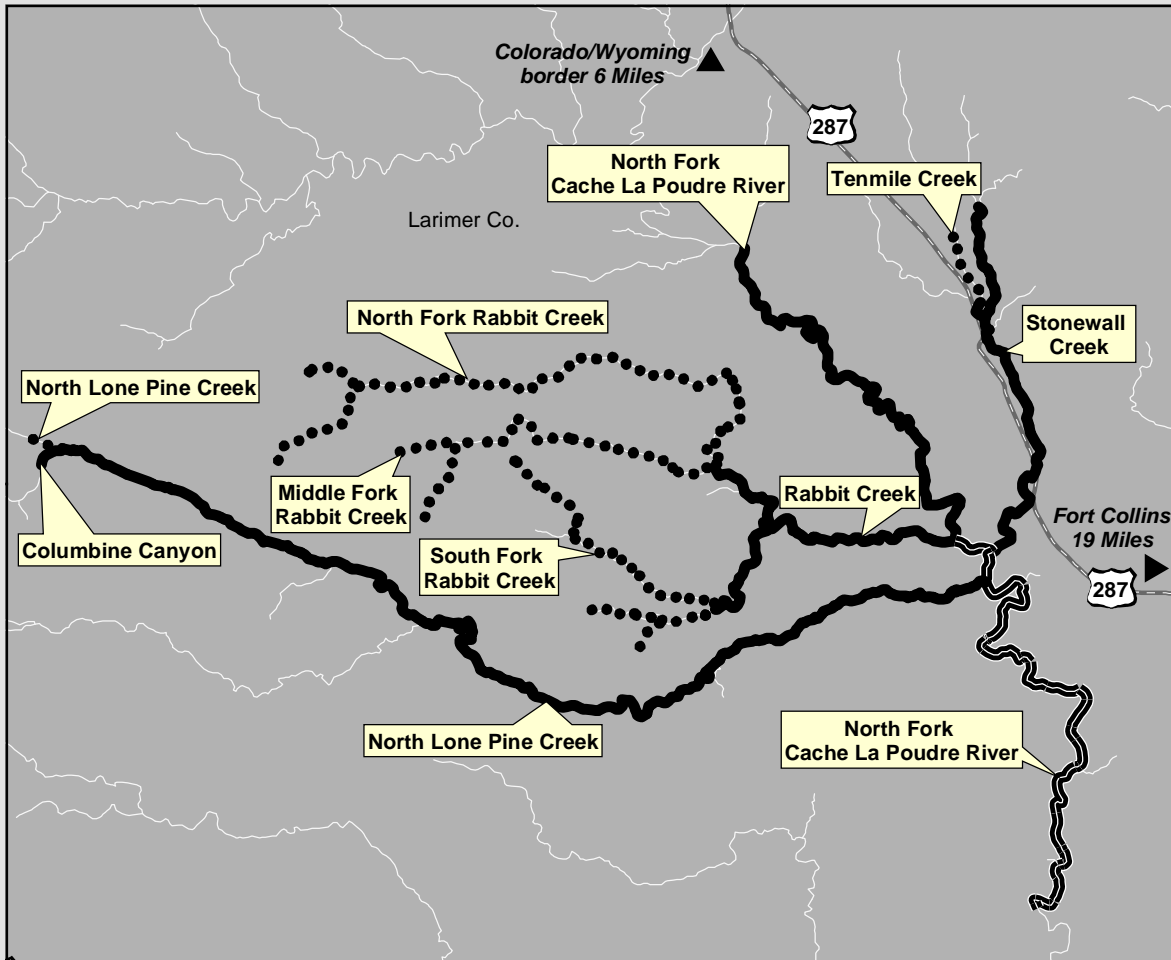 Colorado/Wyoming
border 6 Miles
287
North Fork
Cache La Poudre River
Tenmile Creek
Larimer Co.
North Fork Rabbit Creek
Stonewall
Creek
North Lone Pine Creek
Middle Fork
Rabbit Creek
Rabbit Creek
Fort Collins
19 Miles
Columbine Canyon
South Fork
Rabbit Creek
287
North Lone Pine Creek
North Fork
Cache La Poudre River